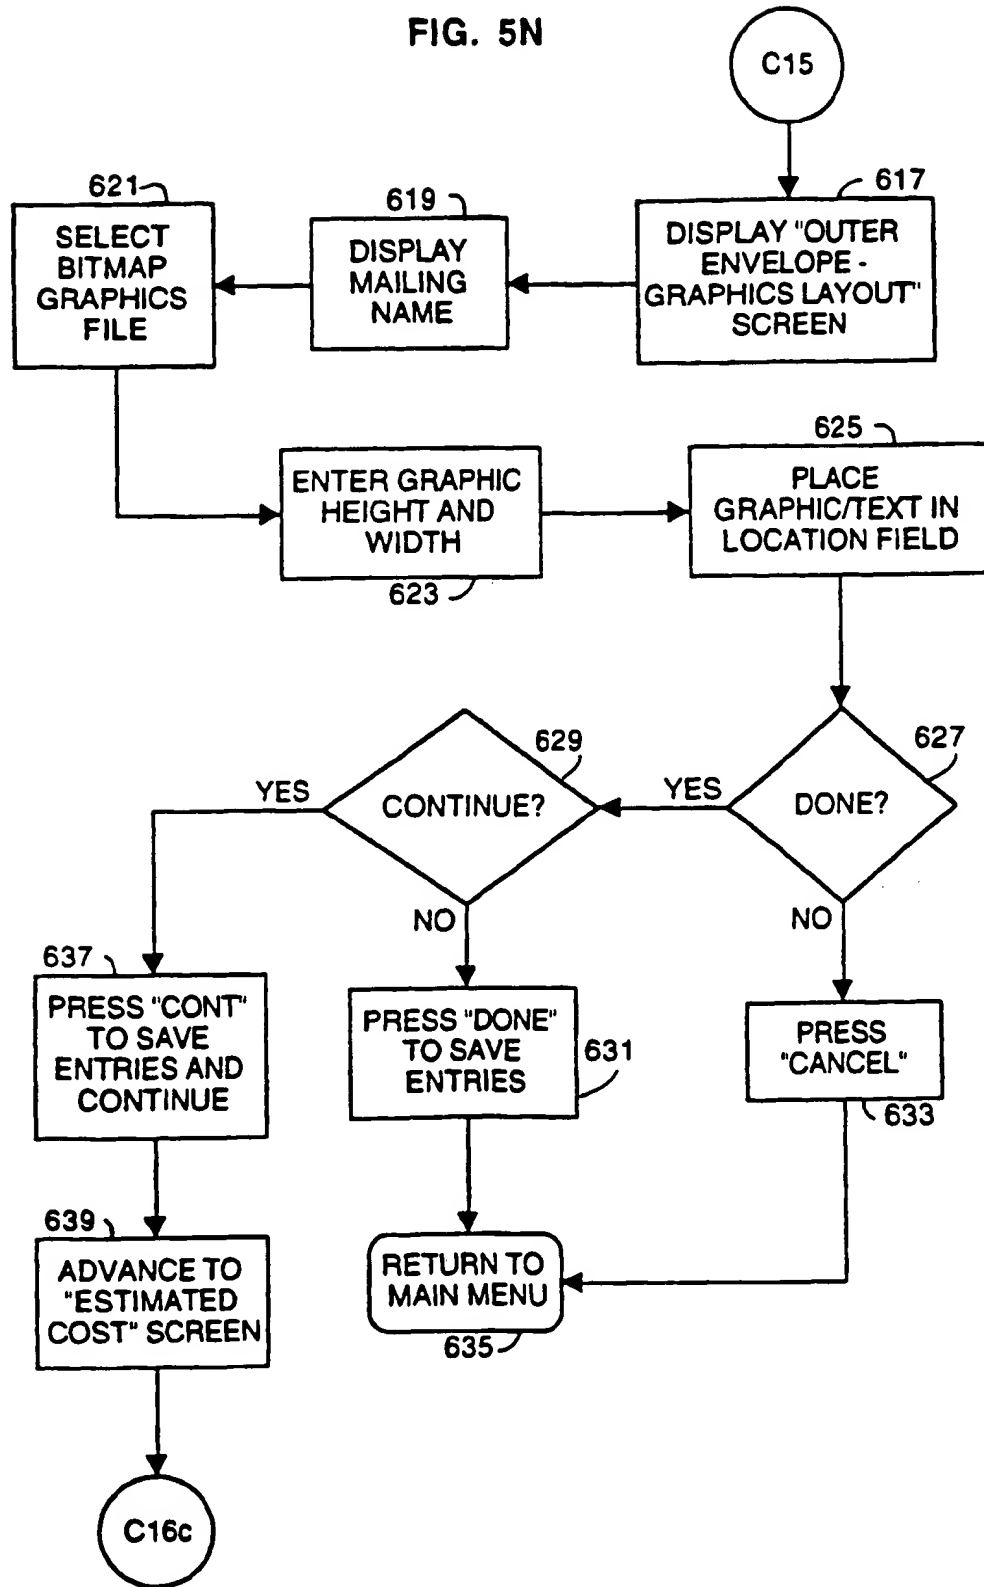 FIG. 5N
C15
617
DISPLAY "OUTER
ENVELOPE -
GRAPHICS LAYOUT"
SCREEN
619
DISPLAY
MAILING
NAME
621
SELECT
BITMAP
GRAPHICS
FILE
ENTER GRAPHIC
HEIGHT AND
WIDTH
623
625
PLACE
GRAPHIC/TEXT IN
LOCATION FIELD
627
DONE?
YES
NO
629
CONTINUE?
YES
NO
637
PRESS "CONT"
TO SAVE
ENTRIES AND
CONTINUE
PRESS "DONE"
TO SAVE
ENTRIES
631
PRESS
"CANCEL"
633
639
ADVANCE TO
"ESTIMATED
COST" SCREEN
RETURN TO
MAIN MENU
635
C16c